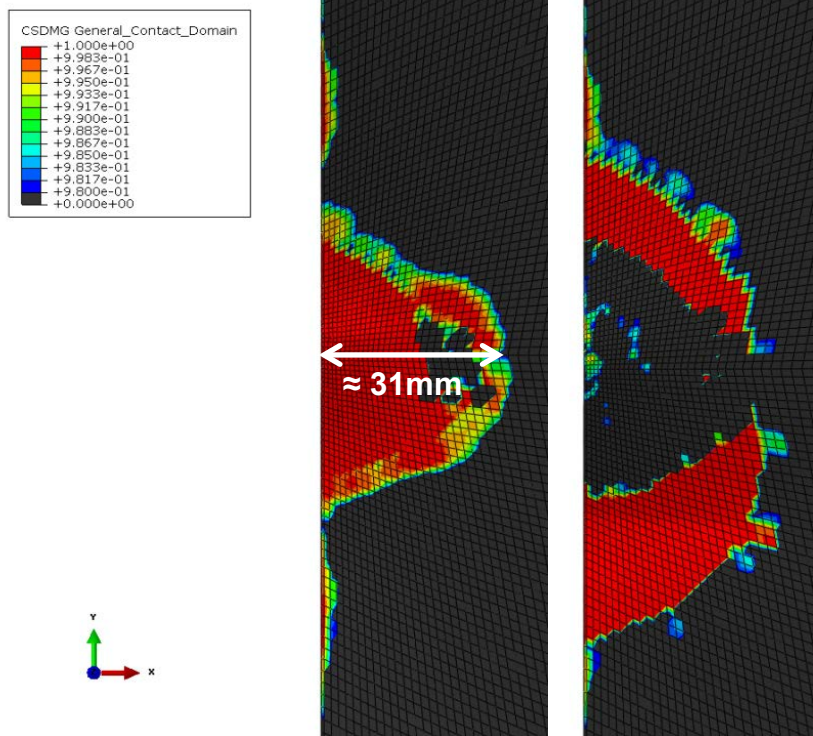 CSDMG General_Contact_Domain
+1.000e+00
+9.983e-01
+9.967e-01
+9.950e-01
+9.933e-01
+9.917e-01
+9.900e-01
+9.883e-01
+9.867e-01
+9.850e-01
+9.833e-01
+9.817e-01
+9.800e-01
+0.000e+00
≈ 31mm
Y
X